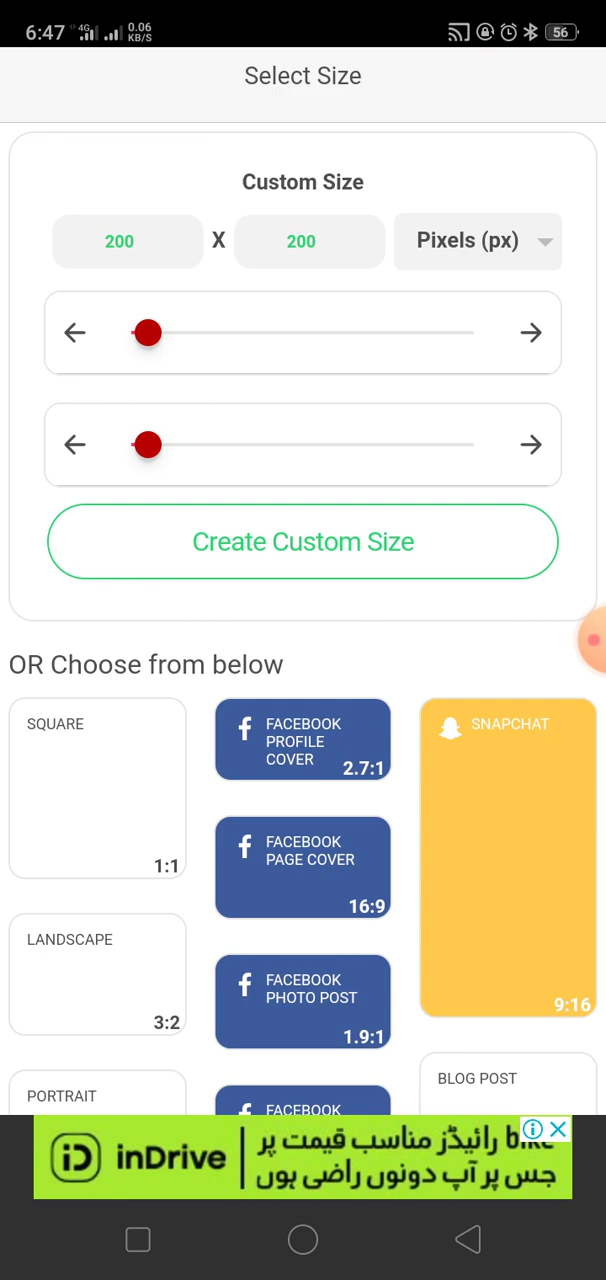 6:47 4G 0.06 KB/S 56
Select Size
Custom Size
200 X 200 Pixels (px)
Create Custom Size
OR Choose from below
SQUARE
1:1
FACEBOOK
PROFILE
COVER
2.7:1
SNAPCHAT
9:16
FACEBOOK
PAGE COVER
16:9
LANDSCAPE
3:2
FACEBOOK
PHOTO POST
1.9:1
PORTRAIT
FACEBOOK
BLOG POST
iD inDrive
رائیڈز مناسب قیمت پر
جس پر آپ دونوں راضی ہوں